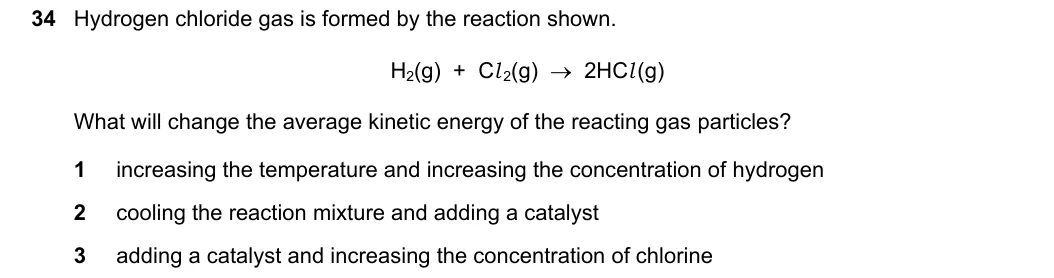 34 Hydrogen chloride gas is formed by the reaction shown.
H₂(g) + Cl₂(g) → 2HCl(g)
What will change the average kinetic energy of the reacting gas particles?
1 increasing the temperature and increasing the concentration of hydrogen
2 cooling the reaction mixture and adding a catalyst
3 adding a catalyst and increasing the concentration of chlorine